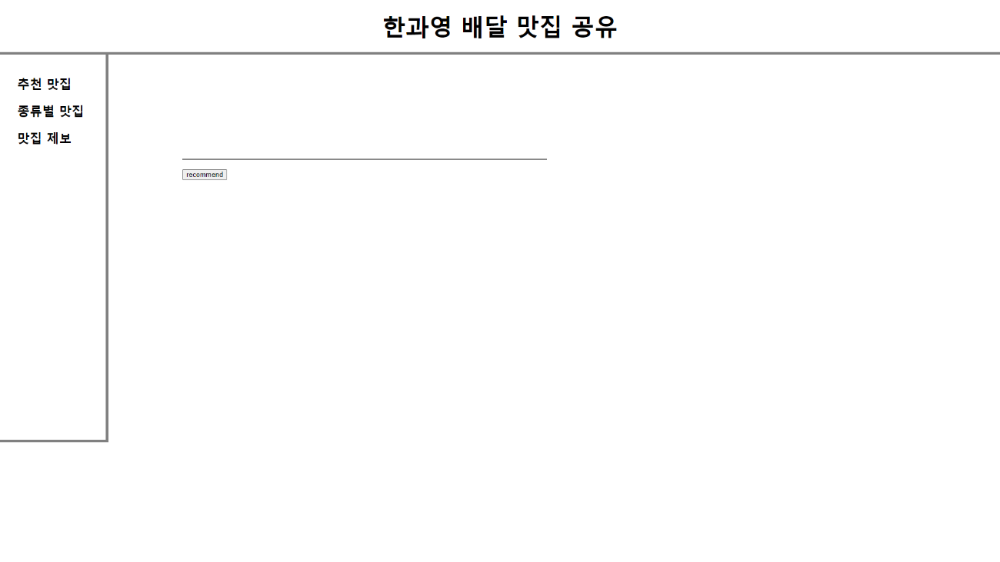 한과영 배달 맛집 공유
추천 맛집
종류별 맛집
맛집 제보
recommend